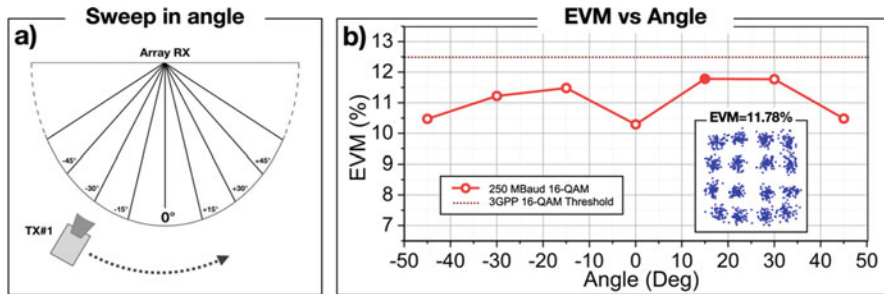 Sweep in angle
a)
Array RX
-45°
-30°
-15°
0°
+15°
+30°
+45°
TX#1
EVM vs Angle
b)
EVM (%)
13
12
11
10
9
8
7
EVM=11.78%
250 MBaud 16-QAM
3GPP 16-QAM Threshold
-50 -40 -30 -20 -10 0 10 20 30 40 50
Angle (Deg)